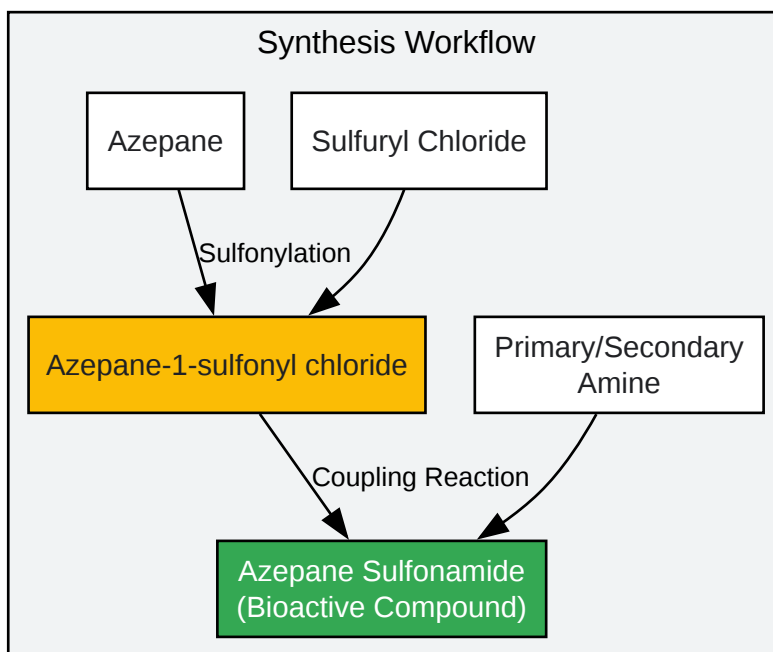 Synthesis Workflow
Azepane
Sulfuryl Chloride
Sulfonylation
Azepane-1-sulfonyl chloride
Primary/Secondary
Amine
Coupling Reaction
Azepane Sulfonamide
(Bioactive Compound)